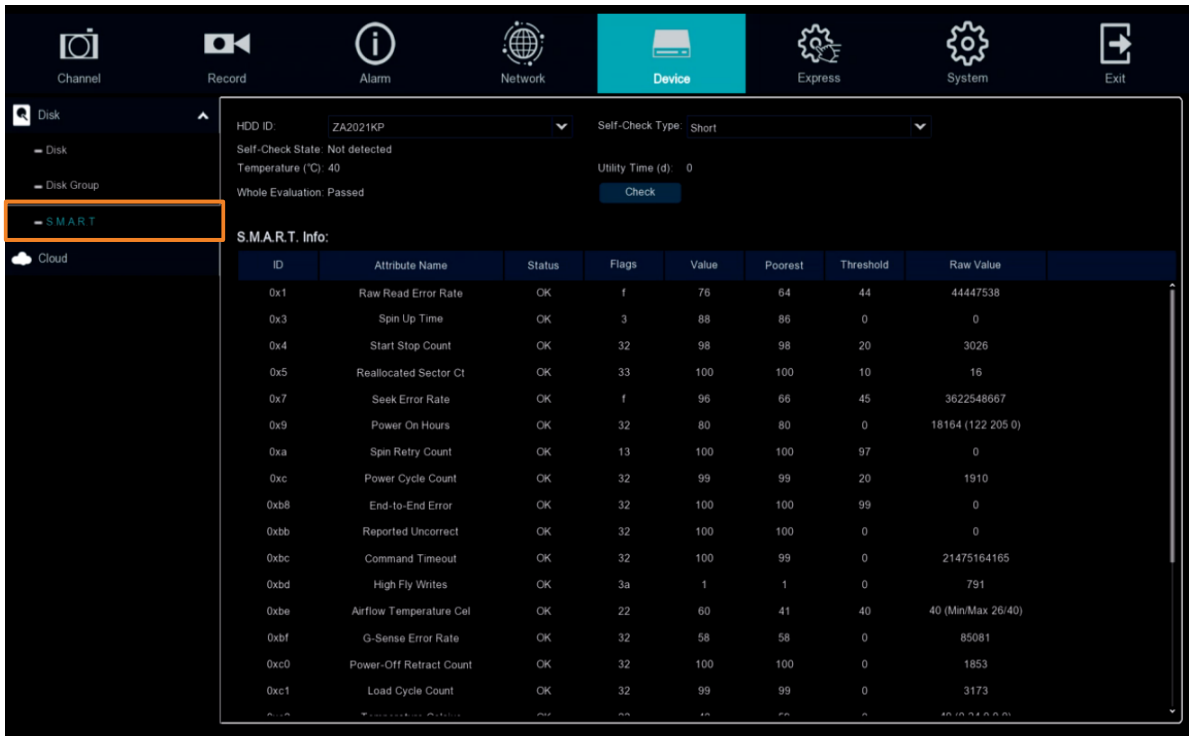 Channel Record Alarm Network Device Express System Exit
Disk
Disk
Disk Group
S M A R T
Cloud
HDD ID: ZA2021KP Self-Check Type: Short
Self-Check State: Not detected
Temperature (°C): 40 Utility Time (d): 0
Whole Evaluation: Passed Check
S.M.A.R.T. Info:
ID Attribute Name Status Flags Value Poorest Threshold Raw Value
0x1 Raw Read Error Rate OK f 76 64 44 44447538
0x3 Spin Up Time OK 3 88 86 0 0
0x4 Start Stop Count OK 32 98 98 20 3026
0x5 Reallocated Sector Ct OK 33 100 100 10 16
0x7 Seek Error Rate OK f 96 66 45 3622548667
0x9 Power On Hours OK 32 80 80 0 18164 (122 205 0)
0xa Spin Retry Count OK 13 100 100 97 0
0xc Power Cycle Count OK 32 99 99 20 1910
0xb8 End-to-End Error OK 32 100 100 99 0
0xbb Reported Uncorrect OK 32 100 100 0 0
0xbc Command Timeout OK 32 100 99 0 21475164165
0xbd High Fly Writes OK 3a 1 1 0 791
0xbe Airflow Temperature Cel OK 22 60 41 40 40 (Min/Max 26/40)
0xbf G-Sense Error Rate OK 32 58 58 0 85081
0xc0 Power-Off Retract Count OK 32 100 100 0 1853
0xc1 Load Cycle Count OK 32 99 99 0 3173